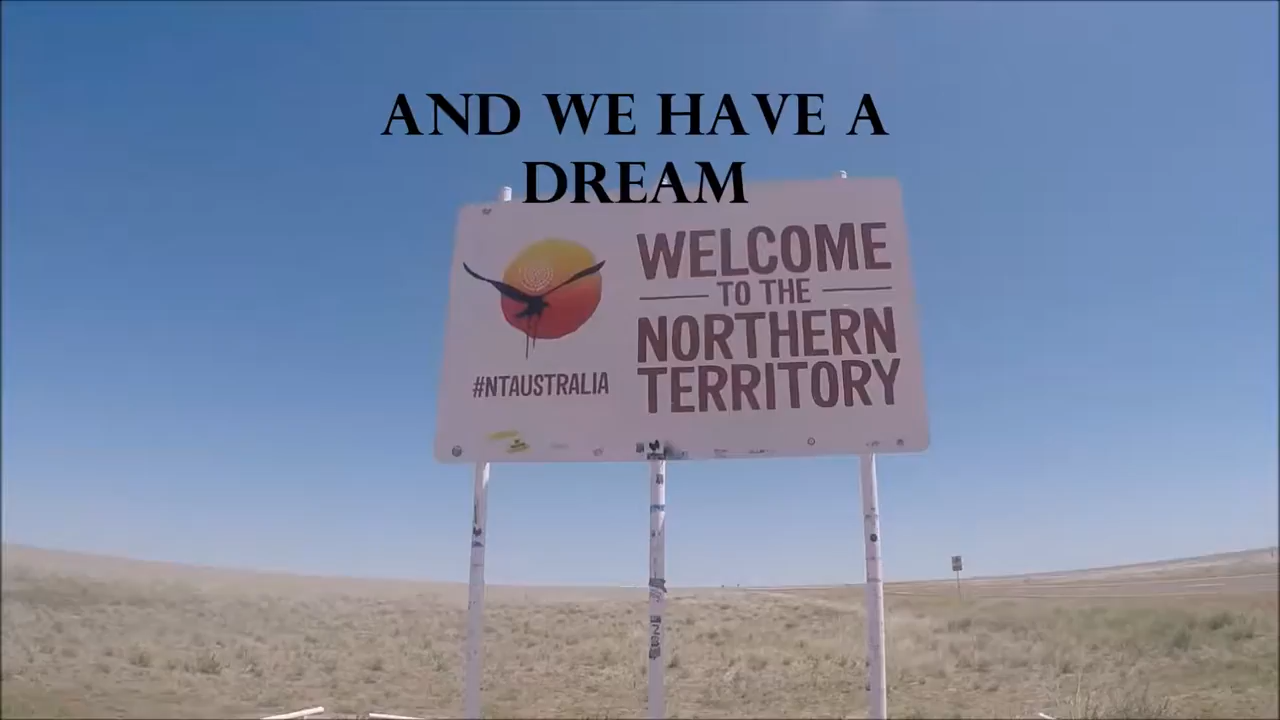 AND WE HAVE A
DREAM
WELCOME
TO THE
NORTHERN
TERRITORY
#NTAUSTRALIA